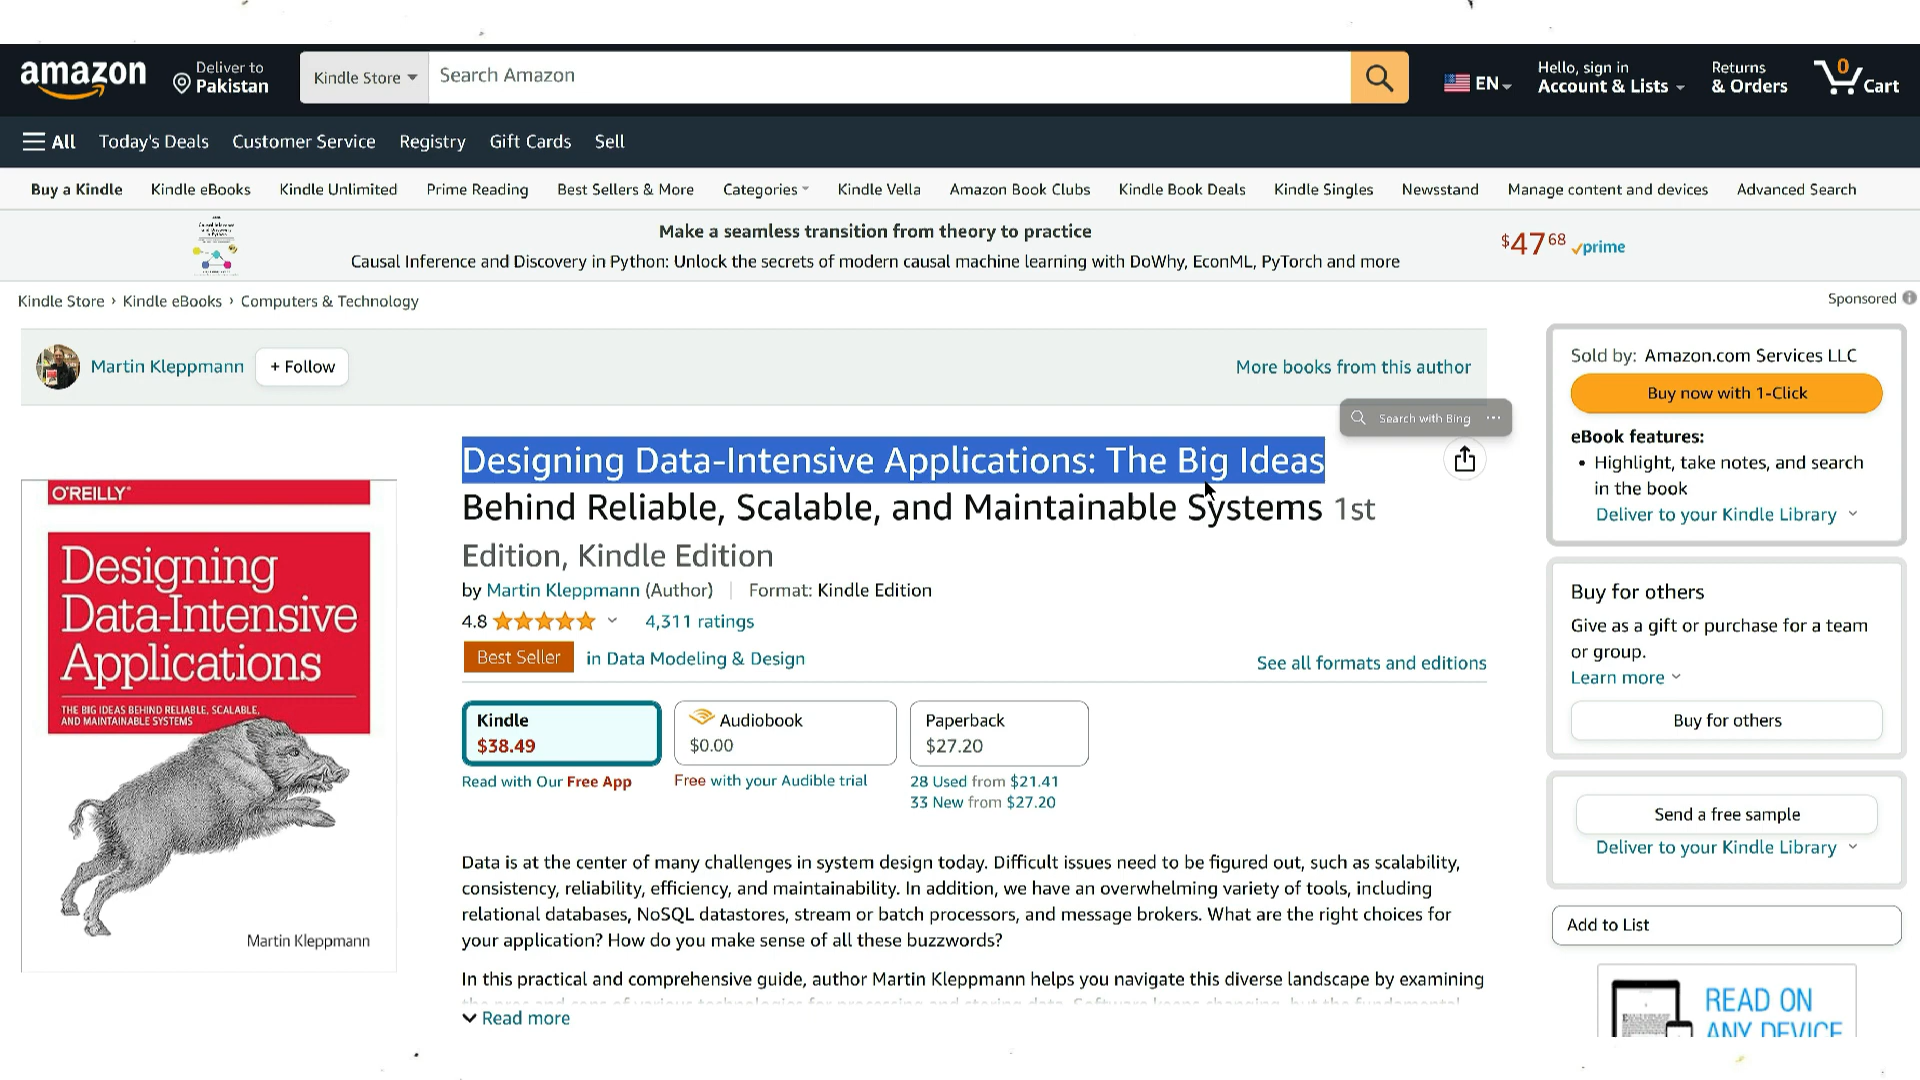 amazon
Deliver to
Pakistan
Kindle Store
Search Amazon
EN
Hello, sign in
Account & Lists
Returns
& Orders
0
Cart
All
Today's Deals
Customer Service
Registry
Gift Cards
Sell
Buy a Kindle
Kindle eBooks
Kindle Unlimited
Prime Reading
Best Sellers & More
Categories
Kindle Vella
Amazon Book Clubs
Kindle Book Deals
Kindle Singles
Newsstand
Manage content and devices
Advanced Search
Make a seamless transition from theory to practice
Causal Inference and Discovery in Python: Unlock the secrets of modern causal machine learning with DoWhy, EconML, PyTorch and more
$47 68 prime
Kindle Store › Kindle eBooks › Computers & Technology
Sponsored
Martin Kleppmann
+ Follow
More books from this author
Search with Bing
Designing Data-Intensive Applications: The Big Ideas
Behind Reliable, Scalable, and Maintainable Systems 1st
Edition, Kindle Edition
by Martin Kleppmann (Author)
Format: Kindle Edition
4.8
4,311 ratings
Best Seller
in Data Modeling & Design
See all formats and editions
Kindle
$38.49
Read with Our Free App
Audiobook
$0.00
Free with your Audible trial
Paperback
$27.20
28 Used from $21.41
33 New from $27.20
Data is at the center of many challenges in system design today. Difficult issues need to be figured out, such as scalability,
consistency, reliability, efficiency, and maintainability. In addition, we have an overwhelming variety of tools, including
relational databases, NoSQL datastores, stream or batch processors, and message brokers. What are the right choices for
your application? How do you make sense of all these buzzwords?
In this practical and comprehensive guide, author Martin Kleppmann helps you navigate this diverse landscape by examining
Read more
O'REILLY®
Designing
Data-Intensive
Applications
THE BIG IDEAS BEHIND RELIABLE, SCALABLE,
AND MAINTAINABLE SYSTEMS
Martin Kleppmann
Sold by: Amazon.com Services LLC
Buy now with 1-Click
eBook features:
• Highlight, take notes, and search
in the book
Deliver to your Kindle Library
Buy for others
Give as a gift or purchase for a team
or group.
Learn more
Buy for others
Send a free sample
Deliver to your Kindle Library
Add to List
READ ON
ANY DEVICE